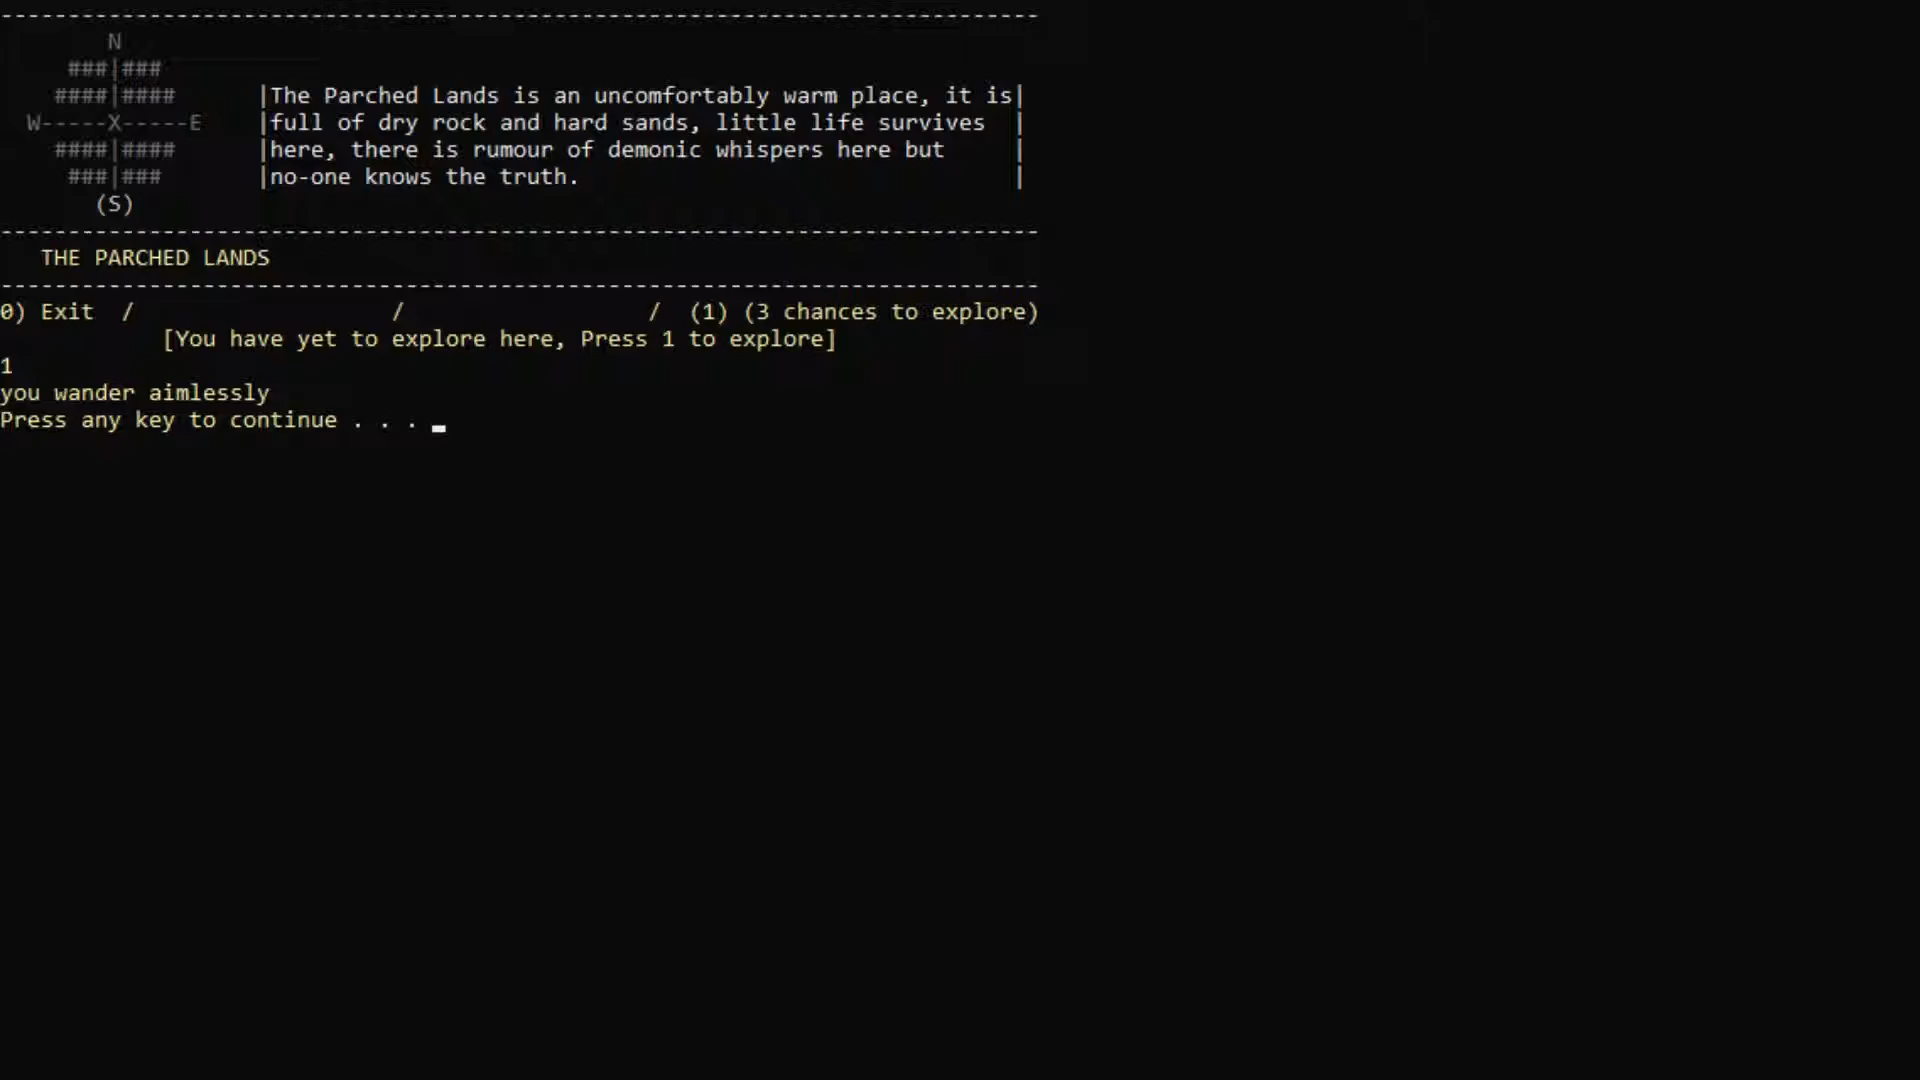 -----------------------------------------------------------------------------
        N
     ###|###
    ####|####      |The Parched Lands is an uncomfortably warm place, it is|
  W-----X-----E    |full of dry rock and hard sands, little life survives  |
    ####|####      |here, there is rumour of demonic whispers here but     |
     ###|###       |no-one knows the truth.                                |
       (S)
-----------------------------------------------------------------------------
   THE PARCHED LANDS
-----------------------------------------------------------------------------
0) Exit  /                   /                  /  (1) (3 chances to explore)
            [You have yet to explore here, Press 1 to explore]
1
you wander aimlessly
Press any key to continue . . . _